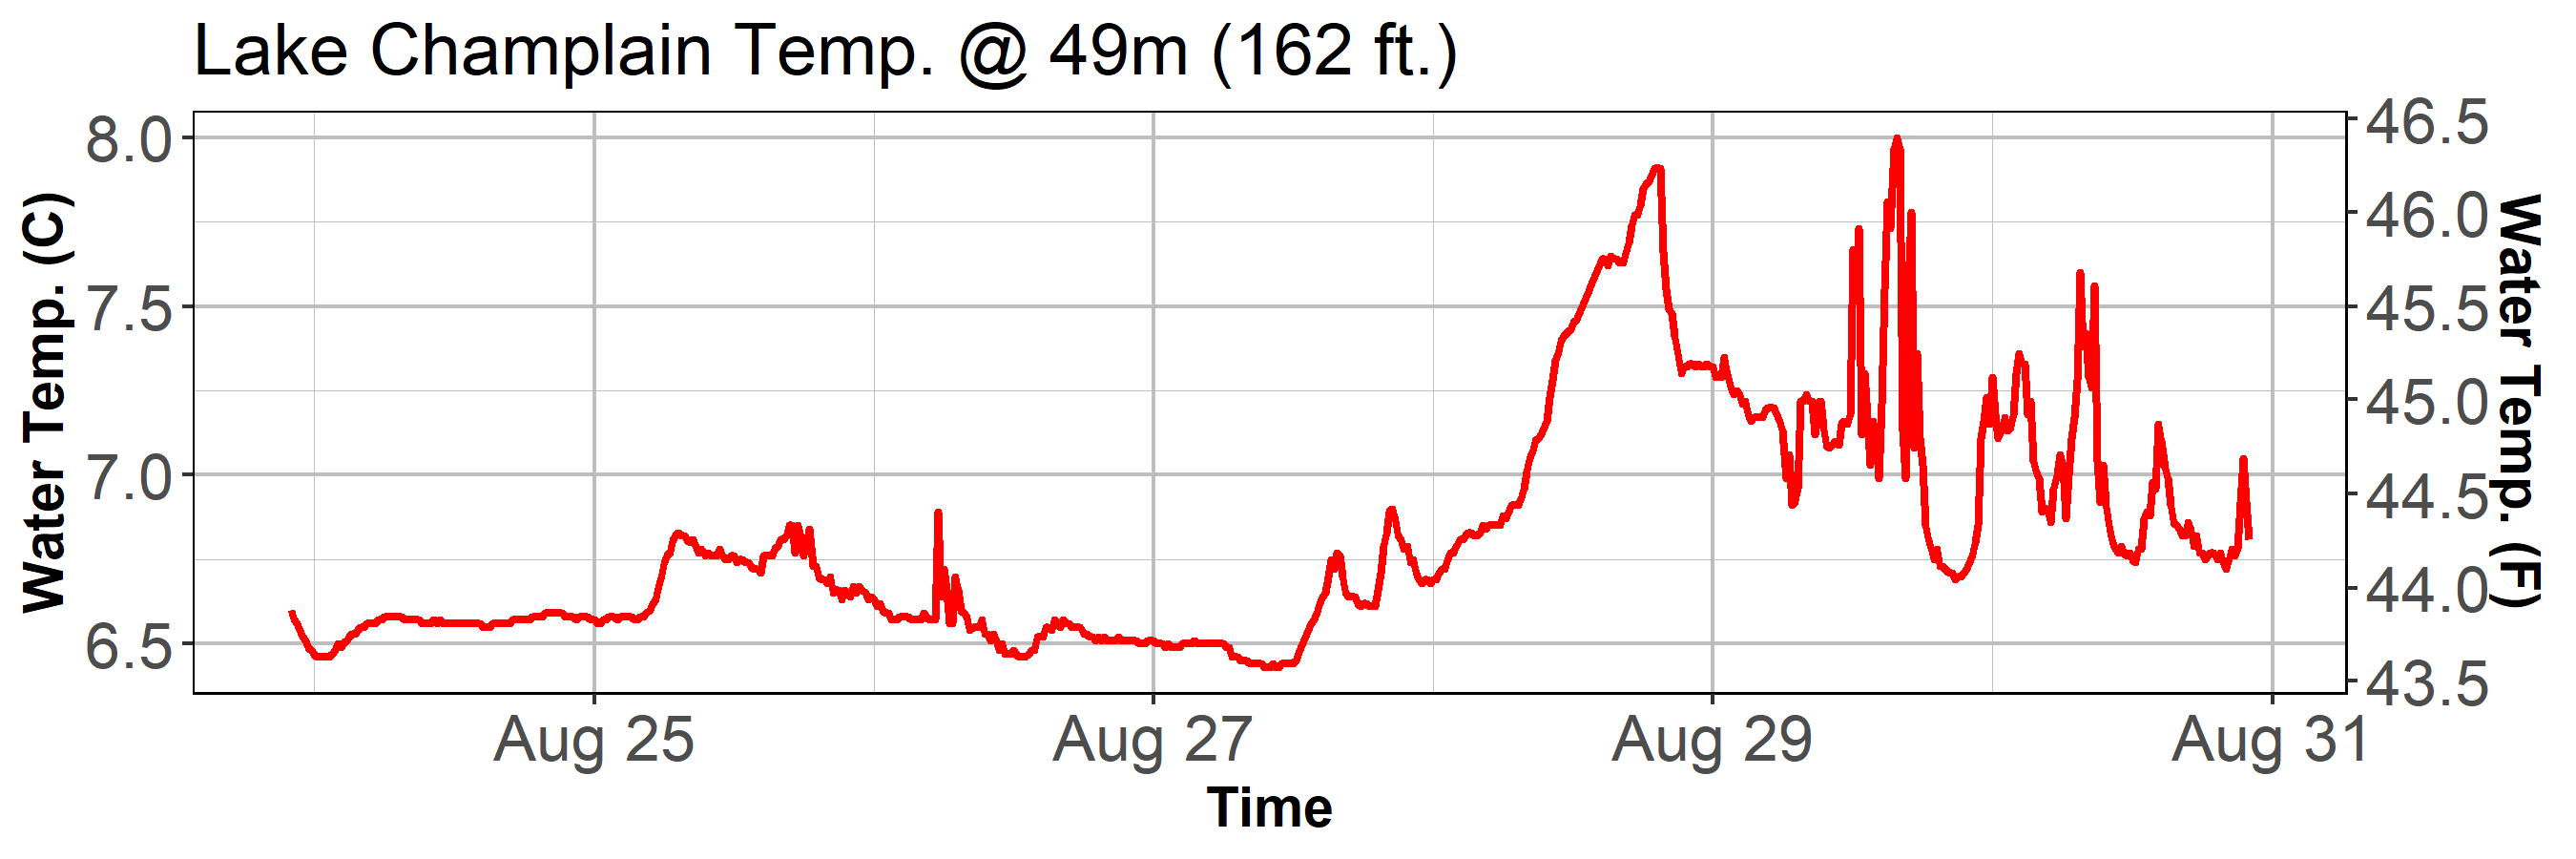 Lake Champlain Temp. @ 49m (162 ft.)
Water Temp. (C)
8.0
7.5
7.0
6.5
46.5
46.0
45.5
45.0
44.5
44.0
43.5
Water Temp. (F)
Aug 25 Aug 27 Aug 29 Aug 31
Time